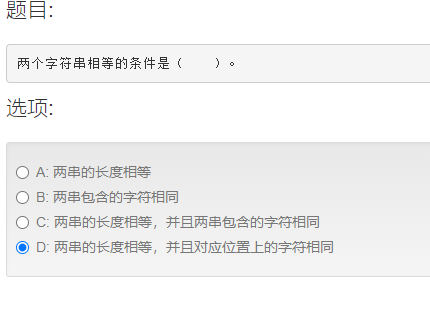 题目:
两个字符串相等的条件是（　　）。
选项:
A: 两串的长度相等
B: 两串包含的字符相同
C: 两串的长度相等，并且两串包含的字符相同
D: 两串的长度相等，并且对应位置上的字符相同